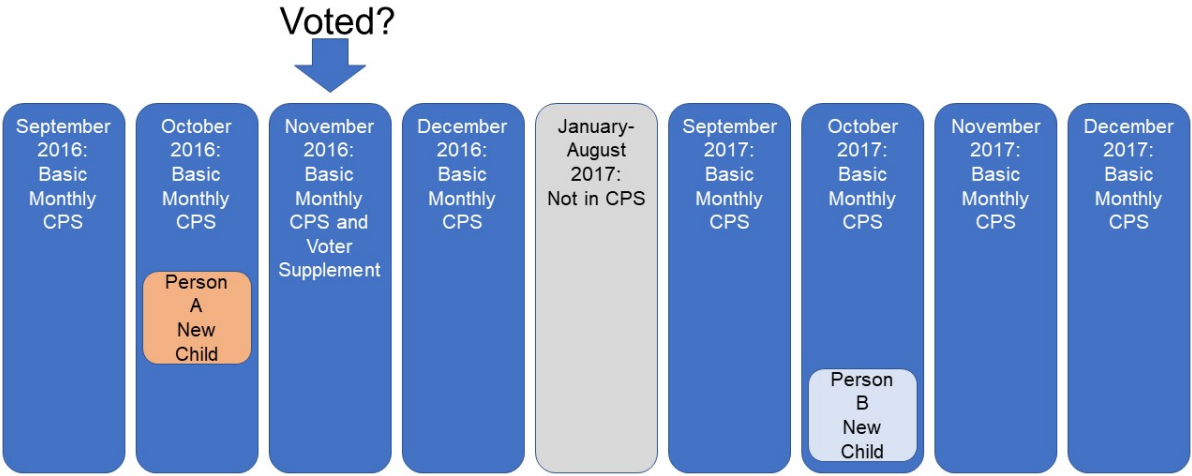 Voted?
September
2016:
Basic
Monthly
CPS
October
2016:
Basic
Monthly
CPS
Person
A
New
Child
November
2016:
Basic
Monthly
CPS and
Voter
Supplement
December
2016:
Basic
Monthly
CPS
January-
August
2017:
Not in CPS
September
2017:
Basic
Monthly
CPS
October
2017:
Basic
Monthly
CPS
Person
B
New
Child
November
2017:
Basic
Monthly
CPS
December
2017:
Basic
Monthly
CPS